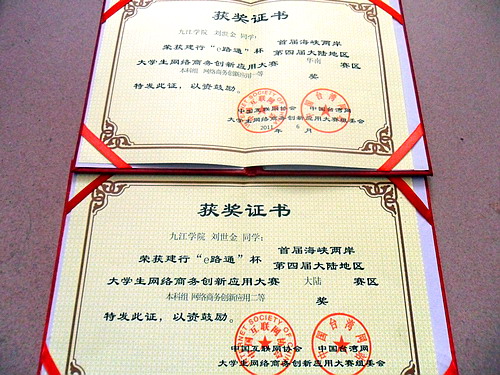 获奖证书
九江学院 刘世金 同学：
首届海峡两岸
荣获建行“e路通”杯 第四届大陆地区
大学生网络商务创新应用大赛 华南 赛区
本科组 网络商务创新应用一等 奖
特发此证，以资鼓励。
中国互联网协会 中国台湾网
大学生网络商务创新应用大赛组委会
2011 年 6 月
获奖证书
九江学院 刘世金 同学：
首届海峡两岸
荣获建行“e路通”杯 第四届大陆地区
大学生网络商务创新应用大赛 大陆 赛区
本科组 网络商务创新应用二等 奖
特发此证，以资鼓励。
中国互联网协会 中国台湾网
大学生网络商务创新应用大赛组委会